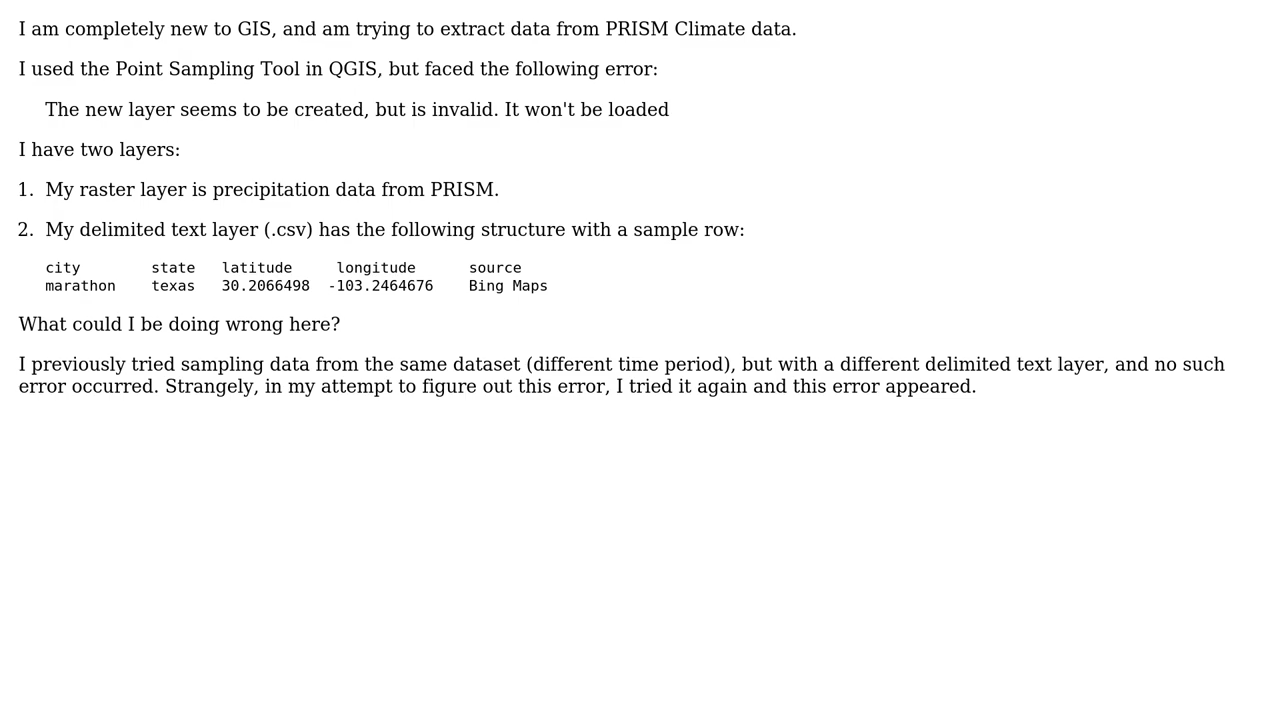 I am completely new to GIS, and am trying to extract data from PRISM Climate data.
I used the Point Sampling Tool in QGIS, but faced the following error:
The new layer seems to be created, but is invalid. It won't be loaded
I have two layers:
1. My raster layer is precipitation data from PRISM.
2. My delimited text layer (.csv) has the following structure with a sample row:
city state latitude longitude source
marathon texas 30.2066498 -103.2464676 Bing Maps
What could I be doing wrong here?
I previously tried sampling data from the same dataset (different time period), but with a different delimited text layer, and no such
error occurred. Strangely, in my attempt to figure out this error, I tried it again and this error appeared.